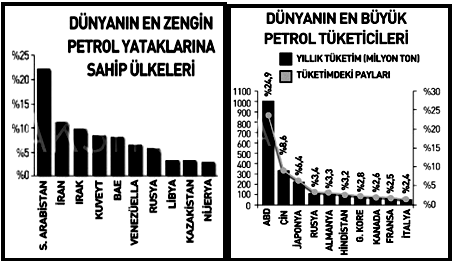 DÜNYANIN EN ZENGİN
PETROL YATAKLARINA
SAHİP ÜLKELERİ
%25
%20
%15
%10
%5
%0
S. ARABİSTAN
İRAN
IRAK
KUVEYT
BAE
VENEZÜELLA
RUSYA
LİBYA
KAZAKİSTAN
NİJERYA
DÜNYANIN EN BÜYÜK
PETROL TÜKETİCİLERİ
YILLIK TÜKETİM (MİLYON TON)
TÜKETİMDEKİ PAYLARI
1100
1000
900
800
700
600
500
400
300
200
100
0
%24,9
%8,6
%6,4
%3,4
%3,3
%3,2
%2,8
%2,6
%2,5
%2,4
%30
%25
%20
%15
%10
%5
%0
ABD
ÇİN
JAPONYA
RUSYA
ALMANYA
HİNDİSTAN
G. KORE
KANADA
FRANSA
İTALYA